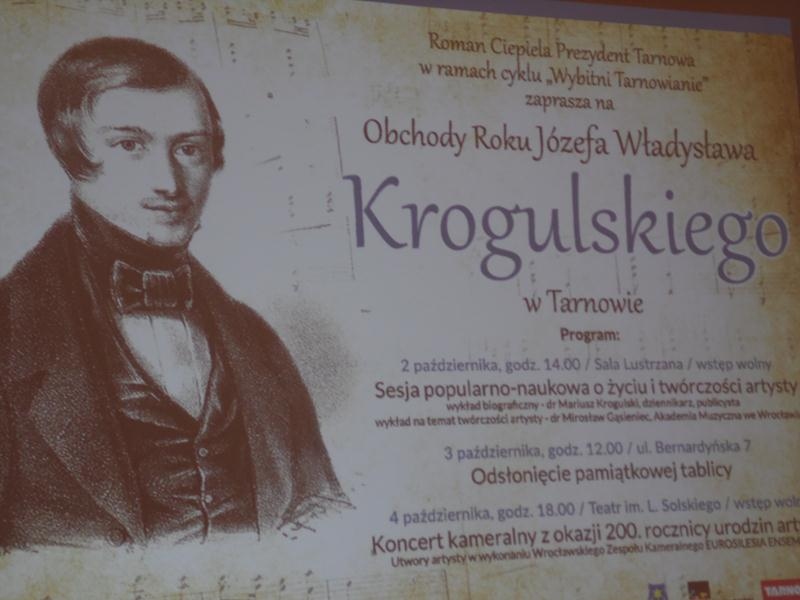 Roman Ciepiela Prezydent Tarnowa
w ramach cyklu „Wybitni Tarnowianie”
zaprasza na
Obchody Roku Józefa Władysława
Krogulskiego
w Tarnowie
Program:
2 października, godz. 14.00 / Sala Lustrzana / wstęp wolny
Sesja popularno-naukowa o życiu i twórczości artysty
wykład biograficzny - dr Mariusz Krogulski, dziennikarz, publicysta
wykład na temat twórczości artysty - dr Mirosław Gąsieniec, Akademia Muzyczna we Wrocławiu
3 października, godz. 12.00 / ul. Bernardyńska 7
Odsłonięcie pamiątkowej tablicy
4 października, godz. 18.00 / Teatr im. L. Solskiego / wstęp
Koncert kameralny z okazji 200. rocznicy urodzin
Utwory artysty w wykonaniu Wrocławskiego Zespołu Kameralnego EUROSILESIA